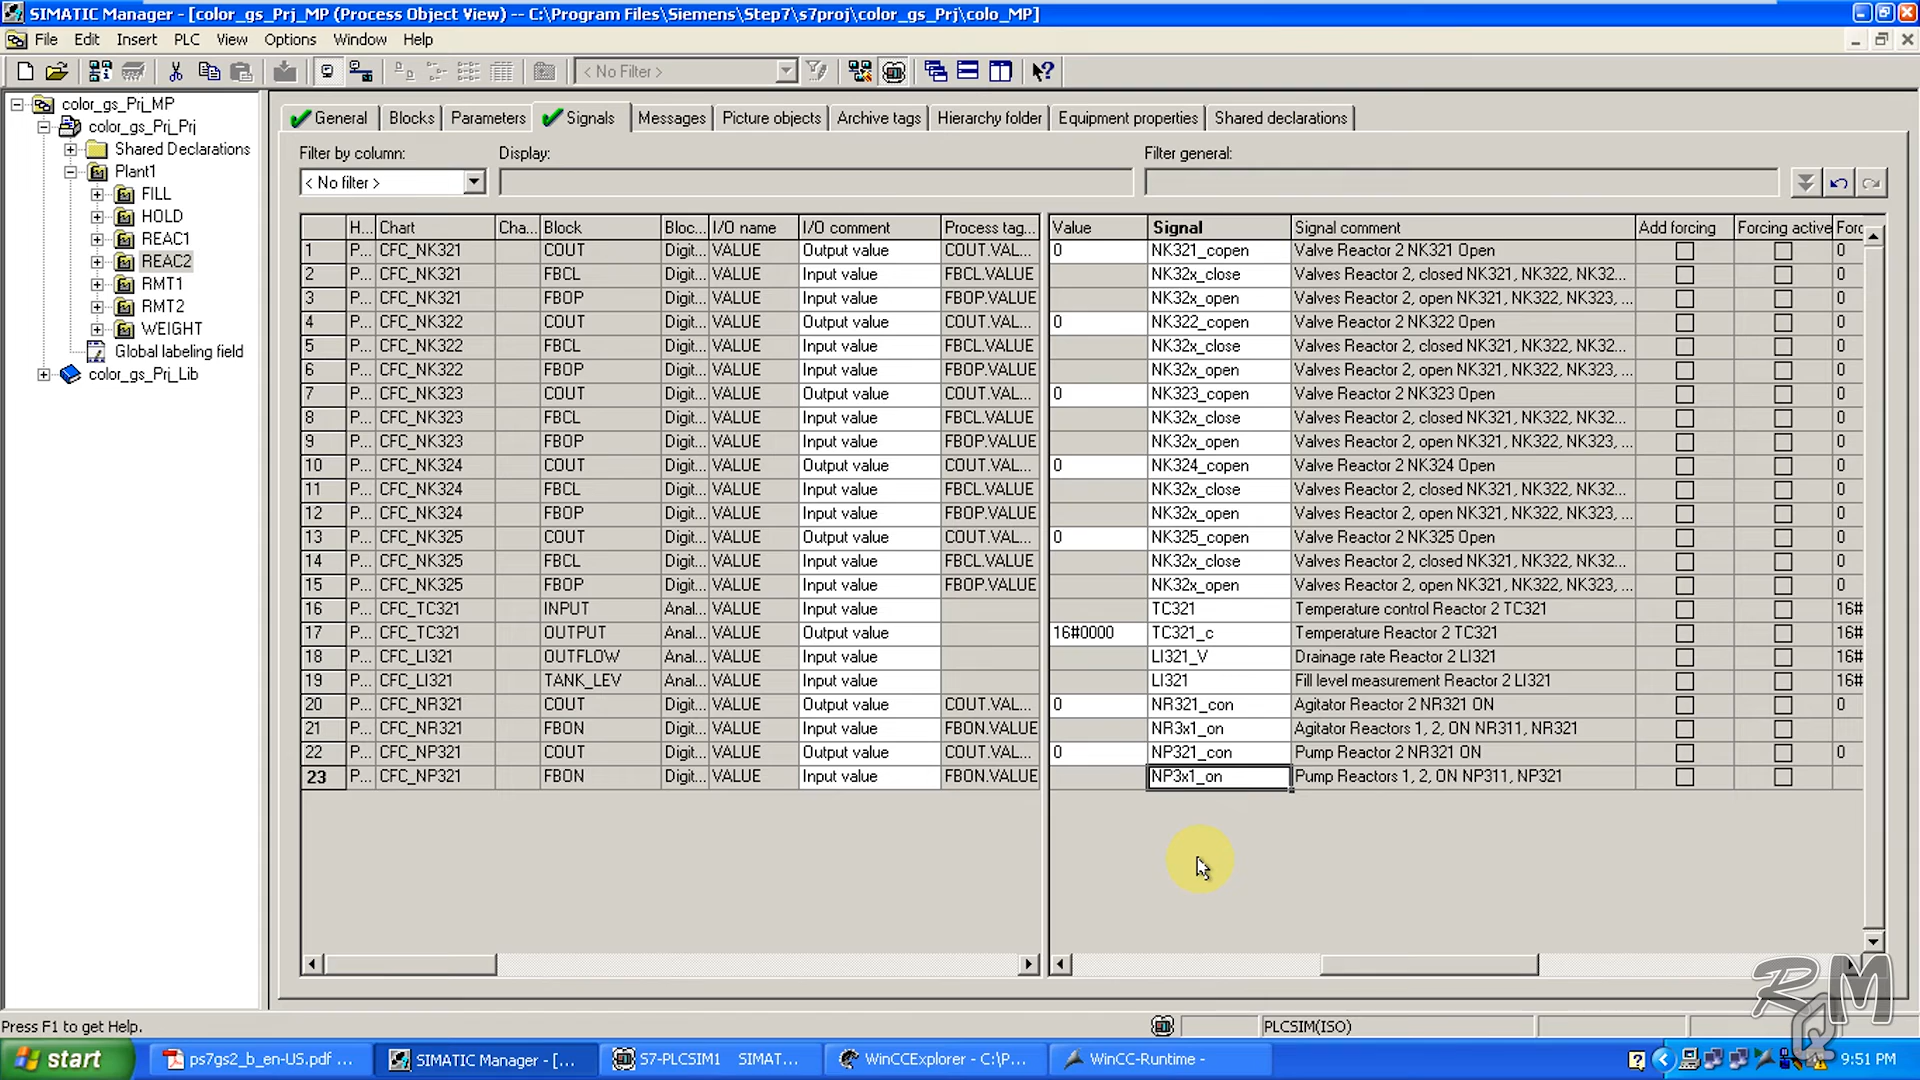 SIMATIC Manager - [color_gs_Prj_MP (Process Object View) -- C:\Program Files\Siemens\Step7\s7proj\color_gs_Prj\colo_MP]
File Edit Insert PLC View Options Window Help
< No Filter >
color_gs_Prj_MP
color_gs_Prj_Prj
Shared Declarations
Plant1
FILL
HOLD
REAC1
REAC2
RMT1
RMT2
WEIGHT
Global labeling field
color_gs_Prj_Lib
General Blocks Parameters Signals Messages Picture objects Archive tags Hierarchy folder Equipment properties Shared declarations
Filter by column: Display: Filter general:
< No filter >
H... Chart Cha... Block Bloc... I/O name I/O comment Process tag... Value Signal Signal comment Add forcing Forcing active Forc
1 P... CFC_NK321 COUT Digit... VALUE Output value COUT.VAL... 0 NK321_copen Valve Reactor 2 NK321 Open 0
2 P... CFC_NK321 FBCL Digit... VALUE Input value FBCL.VALUE NK32x_close Valves Reactor 2, closed NK321, NK322, NK32...
3 P... CFC_NK321 FBOP Digit... VALUE Input value FBOP.VALUE NK32x_open Valves Reactor 2, open NK321, NK322, NK323, ...
4 P... CFC_NK322 COUT Digit... VALUE Output value COUT.VAL... 0 NK322_copen Valve Reactor 2 NK322 Open 0
5 P... CFC_NK322 FBCL Digit... VALUE Input value FBCL.VALUE NK32x_close Valves Reactor 2, closed NK321, NK322, NK32...
6 P... CFC_NK322 FBOP Digit... VALUE Input value FBOP.VALUE NK32x_open Valves Reactor 2, open NK321, NK322, NK323, ...
7 P... CFC_NK323 COUT Digit... VALUE Output value COUT.VAL... 0 NK323_copen Valve Reactor 2 NK323 Open 0
8 P... CFC_NK323 FBCL Digit... VALUE Input value FBCL.VALUE NK32x_close Valves Reactor 2, closed NK321, NK322, NK32...
9 P... CFC_NK323 FBOP Digit... VALUE Input value FBOP.VALUE NK32x_open Valves Reactor 2, open NK321, NK322, NK323, ...
10 P... CFC_NK324 COUT Digit... VALUE Output value COUT.VAL... 0 NK324_copen Valve Reactor 2 NK324 Open 0
11 P... CFC_NK324 FBCL Digit... VALUE Input value FBCL.VALUE NK32x_close Valves Reactor 2, closed NK321, NK322, NK32...
12 P... CFC_NK324 FBOP Digit... VALUE Input value FBOP.VALUE NK32x_open Valves Reactor 2, open NK321, NK322, NK323, ...
13 P... CFC_NK325 COUT Digit... VALUE Output value COUT.VAL... 0 NK325_copen Valve Reactor 2 NK325 Open 0
14 P... CFC_NK325 FBCL Digit... VALUE Input value FBCL.VALUE NK32x_close Valves Reactor 2, closed NK321, NK322, NK32...
15 P... CFC_NK325 FBOP Digit... VALUE Input value FBOP.VALUE NK32x_open Valves Reactor 2, open NK321, NK322, NK323, ...
16 P... CFC_TC321 INPUT Anal... VALUE Input value TC321 Temperature control Reactor 2 TC321 16#
17 P... CFC_TC321 OUTPUT Anal... VALUE Output value 16#0000 TC321_c Temperature Reactor 2 TC321 16#
18 P... CFC_LI321 OUTFLOW Anal... VALUE Input value LI321_V Drainage rate Reactor 2 LI321 16#
19 P... CFC_LI321 TANK_LEV Anal... VALUE Input value LI321 Fill level measurement Reactor 2 LI321 16#
20 P... CFC_NR321 COUT Digit... VALUE Output value COUT.VAL... 0 NR321_con Agitator Reactor 2 NR321 ON 0
21 P... CFC_NR321 FBON Digit... VALUE Input value FBON.VALUE NR3x1_on Agitator Reactors 1, 2, ON NR311, NR321
22 P... CFC_NP321 COUT Digit... VALUE Output value COUT.VAL... 0 NP321_con Pump Reactor 2 NR321 ON 0
23 P... CFC_NP321 FBON Digit... VALUE Input value FBON.VALUE NP3x1_on Pump Reactors 1, 2, ON NP311, NP321
Press F1 to get Help. PLCSIM(ISO)
start ps7gs2_b_en-US.pdf ... SIMATIC Manager - [... S7-PLCSIM1 SIMAT... WinCCExplorer - C:\P... WinCC-Runtime - 9:51 PM